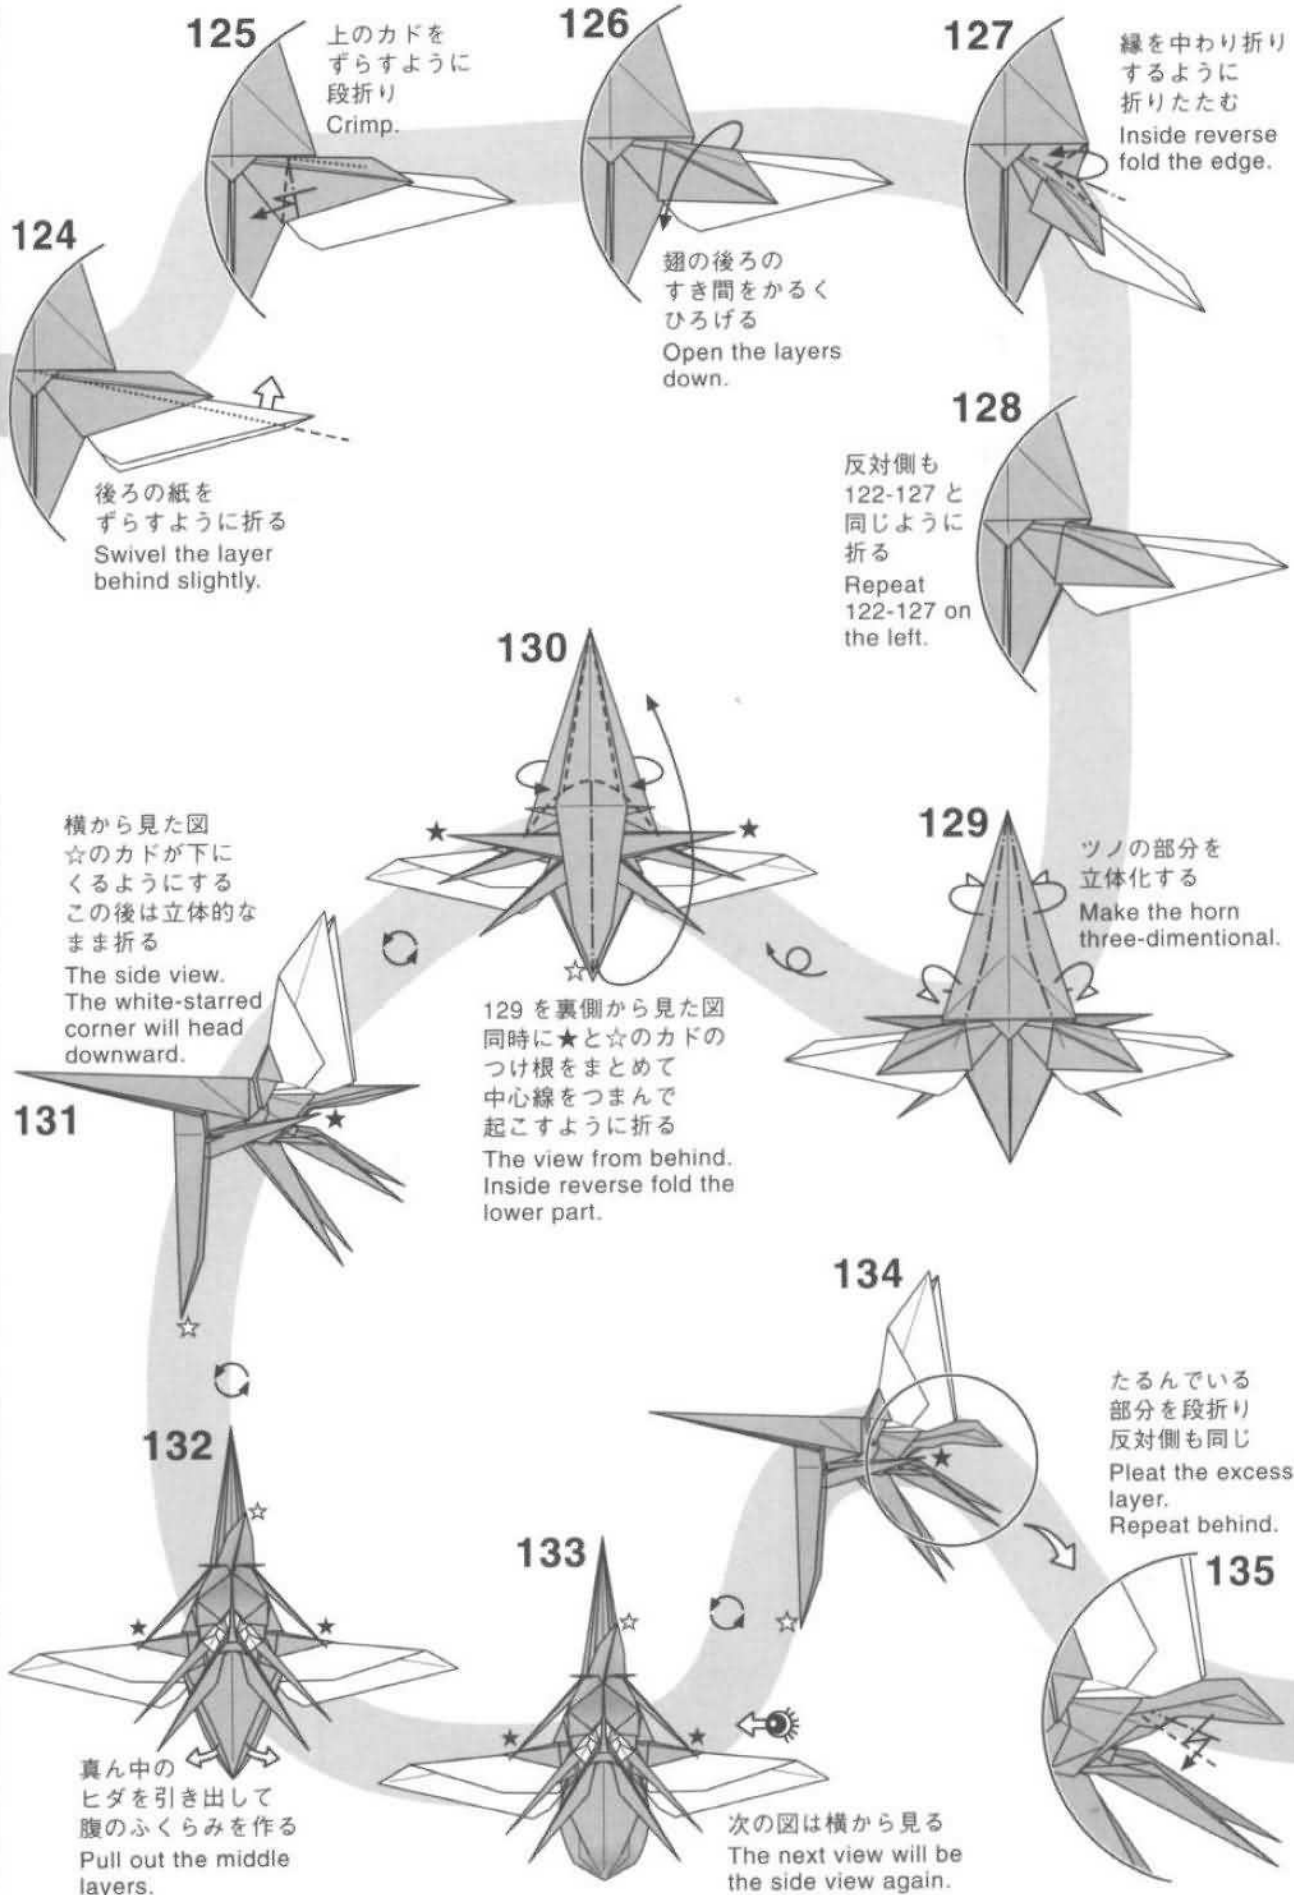 124
後ろの紙を
ずらすように折る
Swivel the layer
behind slightly.
125
上のカドを
ずらすように
段折り
Crimp.
126
翅の後ろの
すき間をかるく
ひろげる
Open the layers
down.
127
縁を中わり折り
するように
折りたたむ
Inside reverse
fold the edge.
128
反対側も
122-127 と
同じように
折る
Repeat
122-127 on
the left.
129
ツノの部分を
立体化する
Make the horn
three-dimentional.
130
★
★
☆
129 を裏側から見た図
同時に★と☆のカドの
つけ根をまとめて
中心線をつまんで
起こすように折る
The view from behind.
Inside reverse fold the
lower part.
横から見た図
☆のカドが下に
くるようにする
この後は立体的な
まま折る
The side view.
The white-starred
corner will head
downward.
131
★
☆
132
☆
★
★
真ん中の
ヒダを引き出して
腹のふくらみを作る
Pull out the middle
layers.
133
☆
★
★
次の図は横から見る
The next view will be
the side view again.
134
★
☆
たるんでいる
部分を段折り
反対側も同じ
Pleat the excess
layer.
Repeat behind.
135